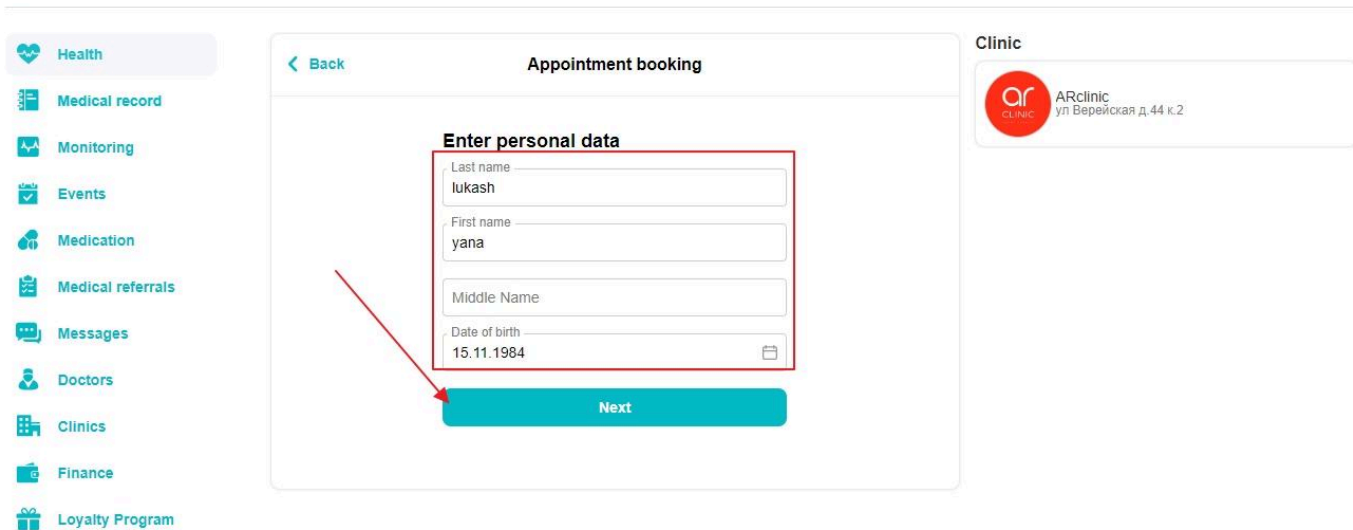 Health
Medical record
Monitoring
Events
Medication
Medical referrals
Messages
Doctors
Clinics
Finance
Loyalty Program
Back
Appointment booking
Enter personal data
Last name
lukash
First name
yana
Middle Name
Date of birth
15.11.1984
Next
Clinic
ar
CLINIC
ARclinic
ул Верейская д.44 к.2